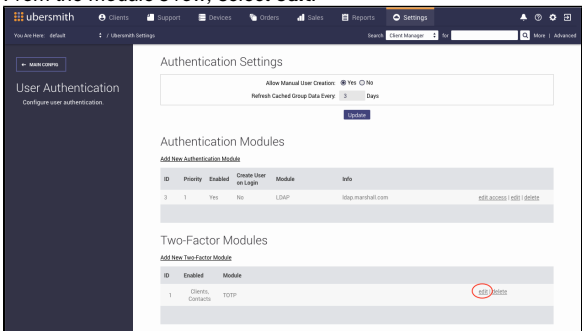 From the module's row, select edit.
ubersmith Clients Support Devices Orders Sales Reports Settings
You Are Here: default / Ubersmith Settings Search Client Manager for More | Advanced
← MAIN CONFIG
User Authentication
Configure user authentication.
Authentication Settings
Allow Manual User Creation: Yes No
Refresh Cached Group Data Every: 3 Days
Update
Authentication Modules
Add New Authentication Module
ID Priority Enabled Create User on Login Module Info
3 1 Yes No LDAP ldap.marshall.com edit access | edit | delete
Two-Factor Modules
Add New Two-Factor Module
ID Enabled Module
1 Clients, Contacts TOTP edit | delete